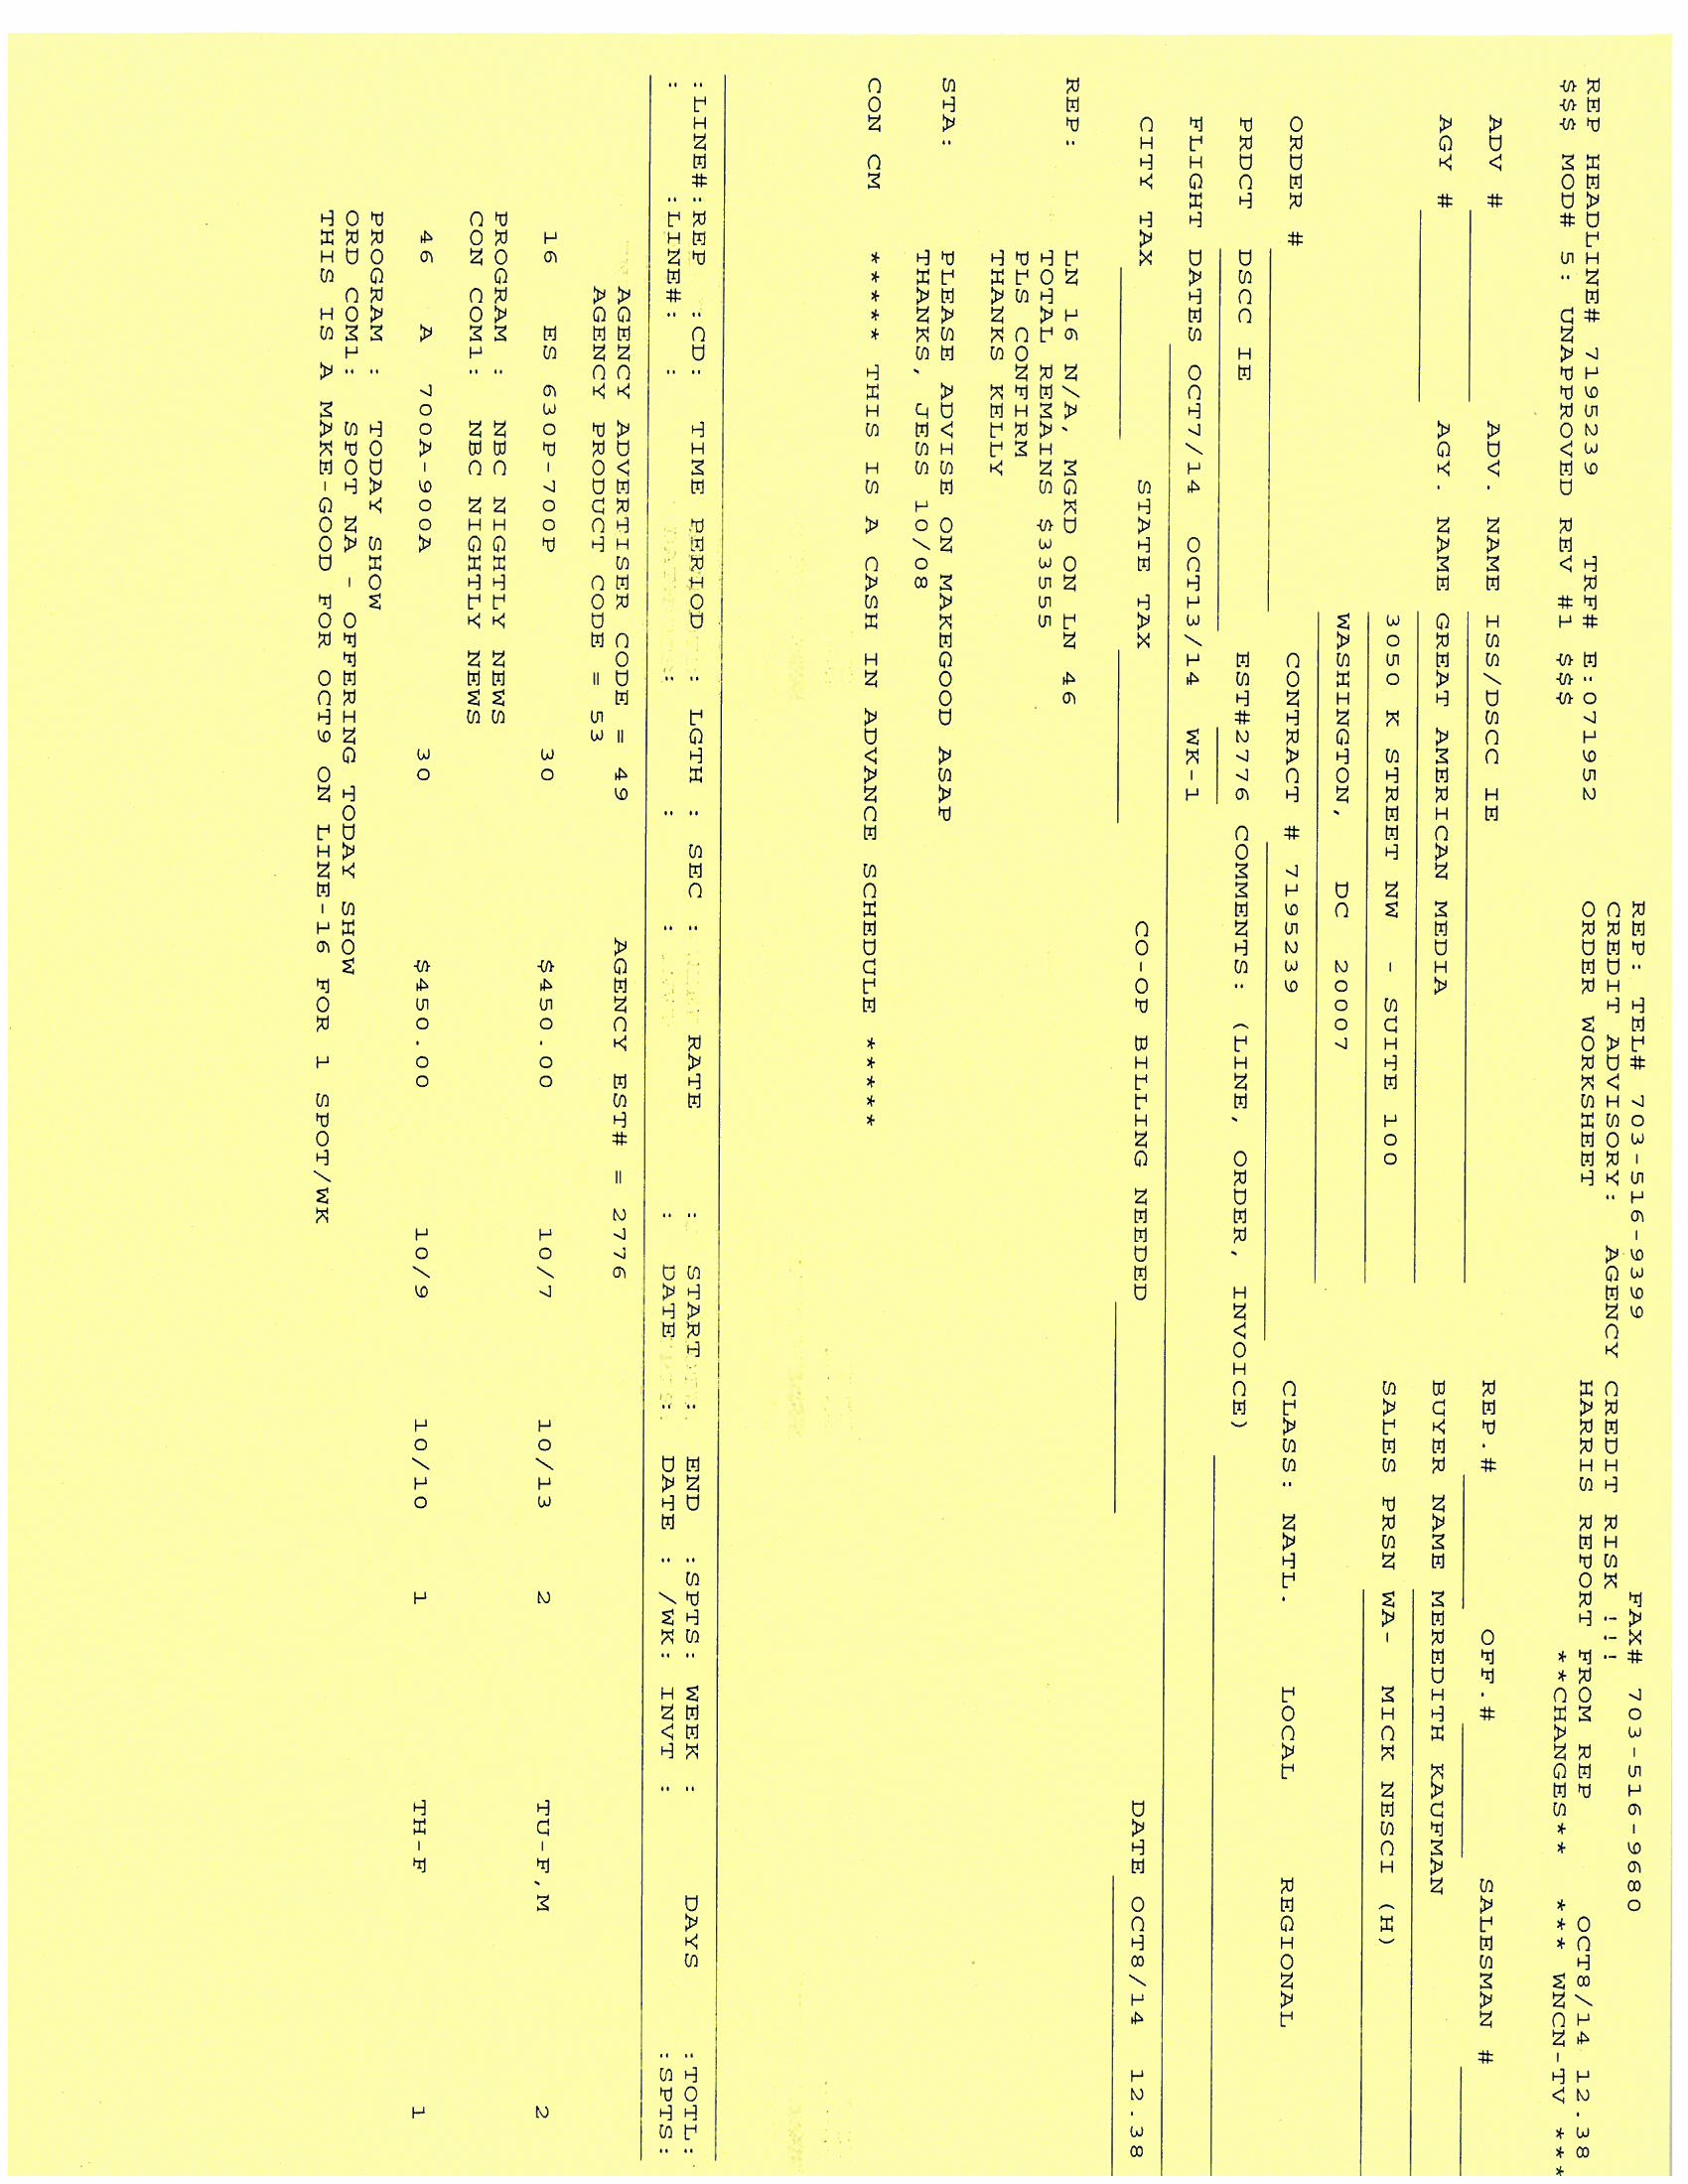 REP: TEL# 703-516-9399 FAX# 703-516-9680
CREDIT ADVISORY: AGENCY CREDIT RISK !!!
REP HEADLINE# 7195239 TRF# E:071952 ORDER WORKSHEET HARRIS REPORT FROM REP OCT8/14 12.38
$$$ MOD# 5: UNAPPROVED REV #1 $$$ **CHANGES** *** WNCN-TV ***
ADV # ADV. NAME ISS/DSCC IE REP.# OFF.# SALESMAN #
AGY # AGY. NAME GREAT AMERICAN MEDIA BUYER NAME MEREDITH KAUFMAN
3050 K STREET NW - SUITE 100 SALES PRSN WA- MICK NESCI (H)
WASHINGTON, DC 20007
ORDER # CONTRACT # 7195239 CLASS: NATL. LOCAL REGIONAL
PRDCT DSCC IE EST#2776 COMMENTS: (LINE, ORDER, INVOICE)
FLIGHT DATES OCT7/14 OCT13/14 WK-1
CITY TAX STATE TAX CO-OP BILLING NEEDED DATE OCT8/14 12.38
REP: LN 16 N/A, MGKD ON LN 46
TOTAL REMAINS $33555
PLS CONFIRM
THANKS KELLY
STA: PLEASE ADVISE ON MAKEGOOD ASAP
THANKS, JESS 10/08
CON CM ***** THIS IS A CASH IN ADVANCE SCHEDULE *****
:LINE#:REP :CD: TIME PERIOD : LGTH : SEC : RATE : START : END :SPTS: WEEK : DAYS :TOTL:
: :LINE#: : : : : : DATE : DATE : /WK: INVT : :SPTS:
AGENCY ADVERTISER CODE = 49 AGENCY EST# = 2776
AGENCY PRODUCT CODE = 53
16 ES 630P-700P 30 $450.00 10/7 10/13 2 TU-F,M 2
PROGRAM : NBC NIGHTLY NEWS
CON COM1: NBC NIGHTLY NEWS
46 A 700A-900A 30 $450.00 10/9 10/10 1 TH-F 1
PROGRAM : TODAY SHOW
ORD COM1: SPOT NA - OFFERING TODAY SHOW
THIS IS A MAKE-GOOD FOR OCT9 ON LINE-16 FOR 1 SPOT/WK